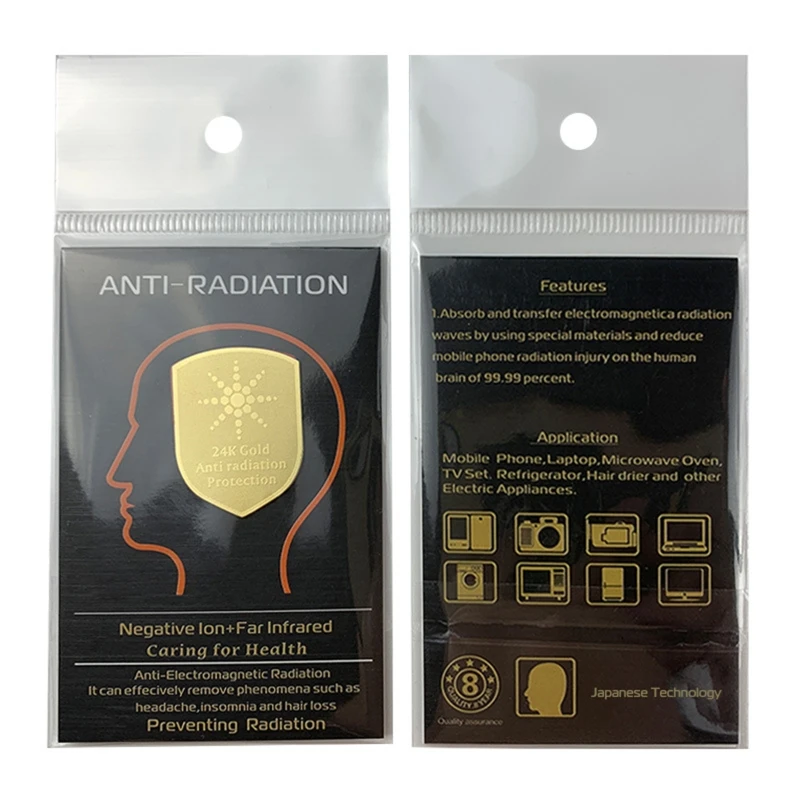 ANTI-RADIATION
24K Gold
Anti radiation
Protection
Negative Ion+Far Infrared
Caring for Health
Anti-Electromagnetic Radiation
It can effecively remove phenomena such as
headache,insomnia and hair loss
Preventing Radiation
Features
1.Absorb and transfer electromagnetica radiation
waves by using special materials and reduce
mobile phone radiation injury on the human
brain of 99.99 percent.
Application
Mobile Phone,Laptop,Microwave Oven,
TV Set, Refrigerator,Hair drier and other
Electric Appliances.
8
Quality assurance
Japanese Technology